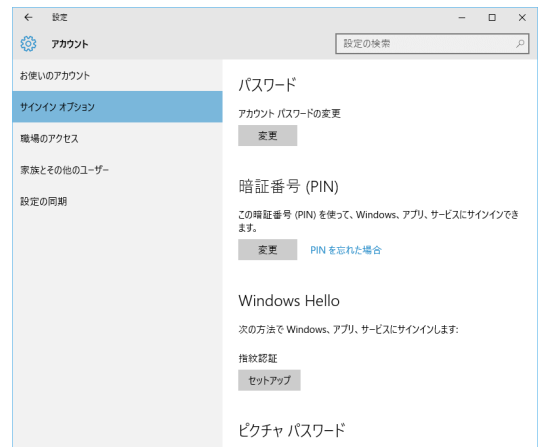 設定
アカウント
設定の検索
お使いのアカウント
サインイン オプション
職場のアクセス
家族とその他のユーザー
設定の同期
パスワード
アカウント パスワードの変更
変更
暗証番号 (PIN)
この暗証番号 (PIN) を使って、Windows、アプリ、サービスにサインインでき
ます。
変更 PIN を忘れた場合
Windows Hello
次の方法で Windows、アプリ、サービスにサインインします:
指紋認証
セットアップ
ピクチャ パスワード